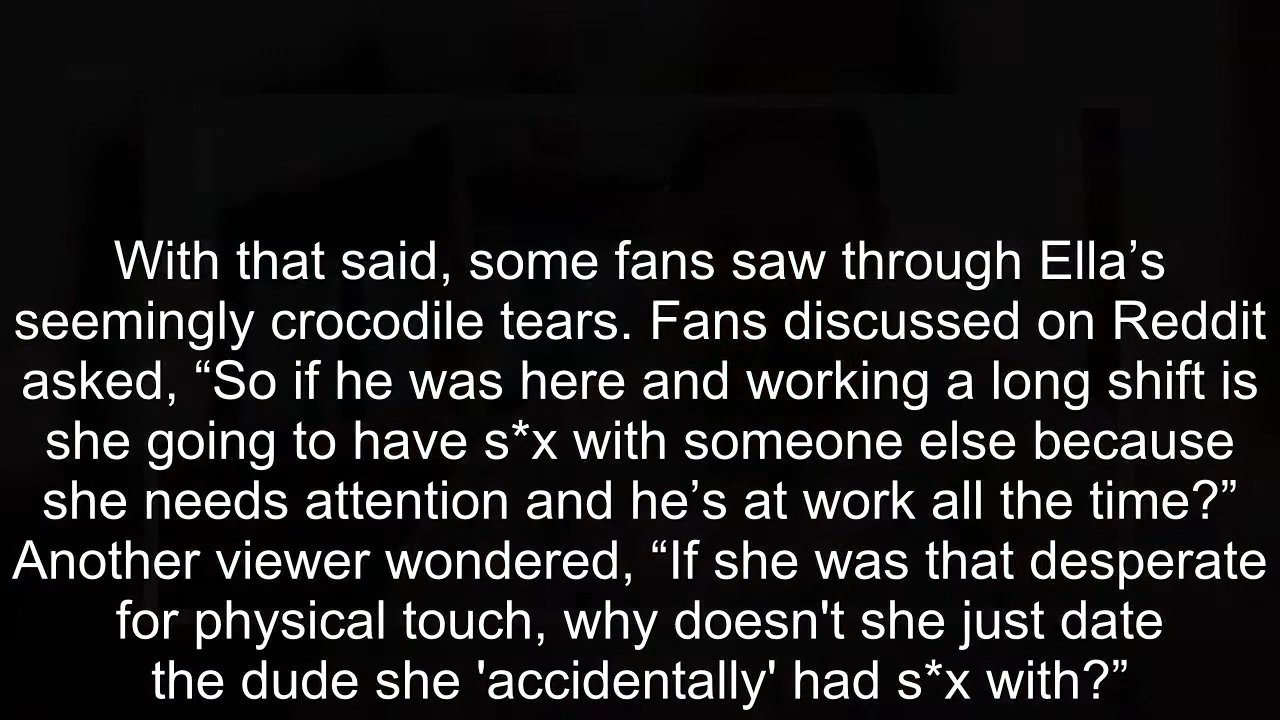 With that said, some fans saw through Ella’s
seemingly crocodile tears. Fans discussed on Reddit
asked, “So if he was here and working a long shift is
she going to have s*x with someone else because
she needs attention and he’s at work all the time?”
Another viewer wondered, “If she was that desperate
for physical touch, why doesn't she just date
the dude she 'accidentally' had s*x with?”